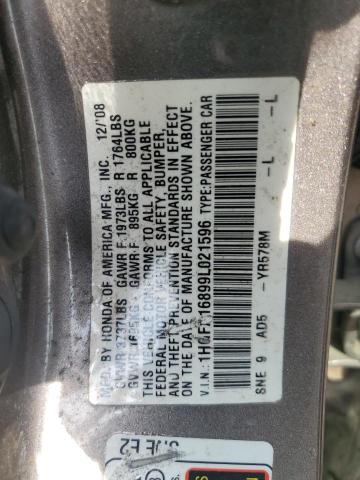 MFD. BY HONDA OF AMERICA MFG., INC. 12/'08
GVWR 3737LBS GAWR F 1973LBS R 1764LBS
GVWR 1695KG GAWR F 895KG R 800KG
THIS VEHICLE CONFORMS TO ALL APPLICABLE
FEDERAL MOTOR VEHICLE SAFETY, BUMPER,
AND THEFT PREVENTION STANDARDS IN EFFECT
ON THE DATE OF MANUFACTURE SHOWN ABOVE.
V.I.N.: TYPE:PASSENGER CAR
SNE 9 AD5 - YR578M - L - L